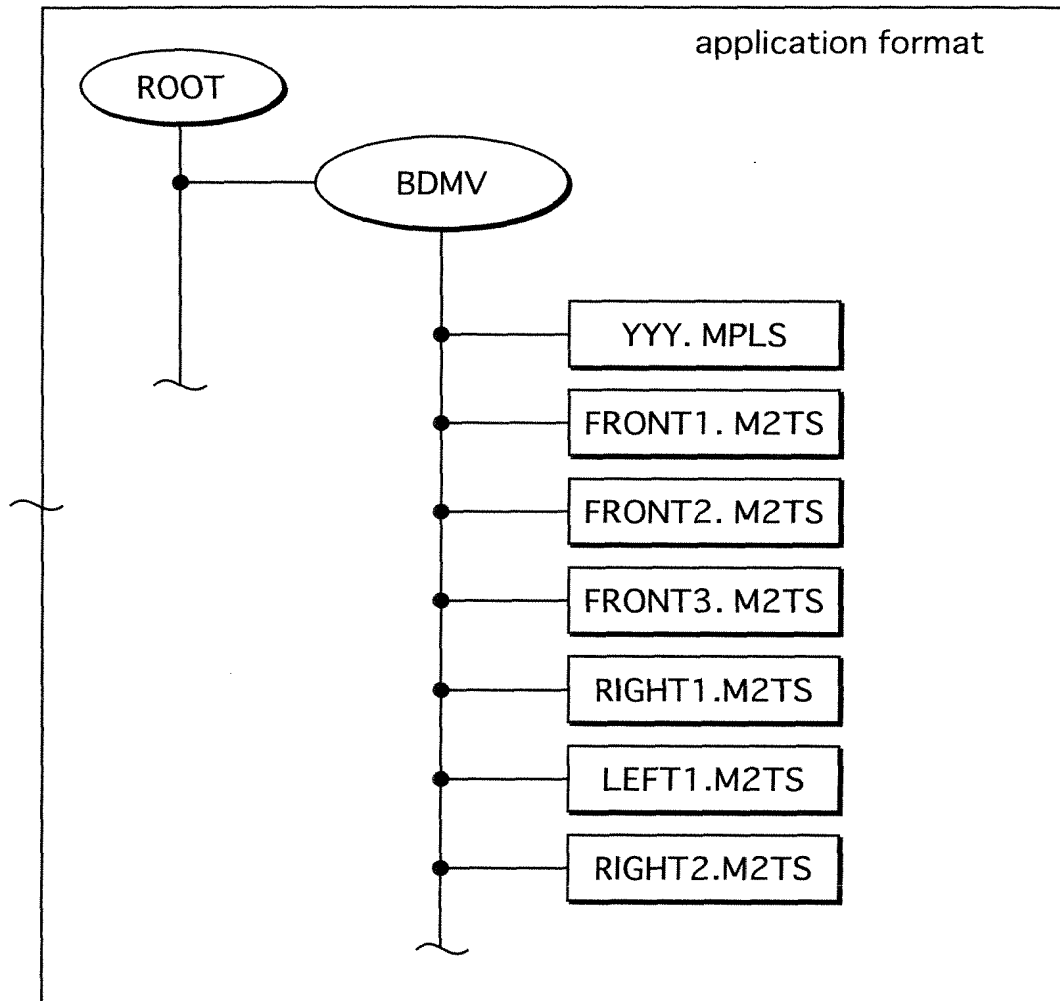 application format
ROOT
BDMV
YYY. MPLS
FRONT1. M2TS
FRONT2. M2TS
FRONT3. M2TS
RIGHT1.M2TS
LEFT1.M2TS
RIGHT2.M2TS